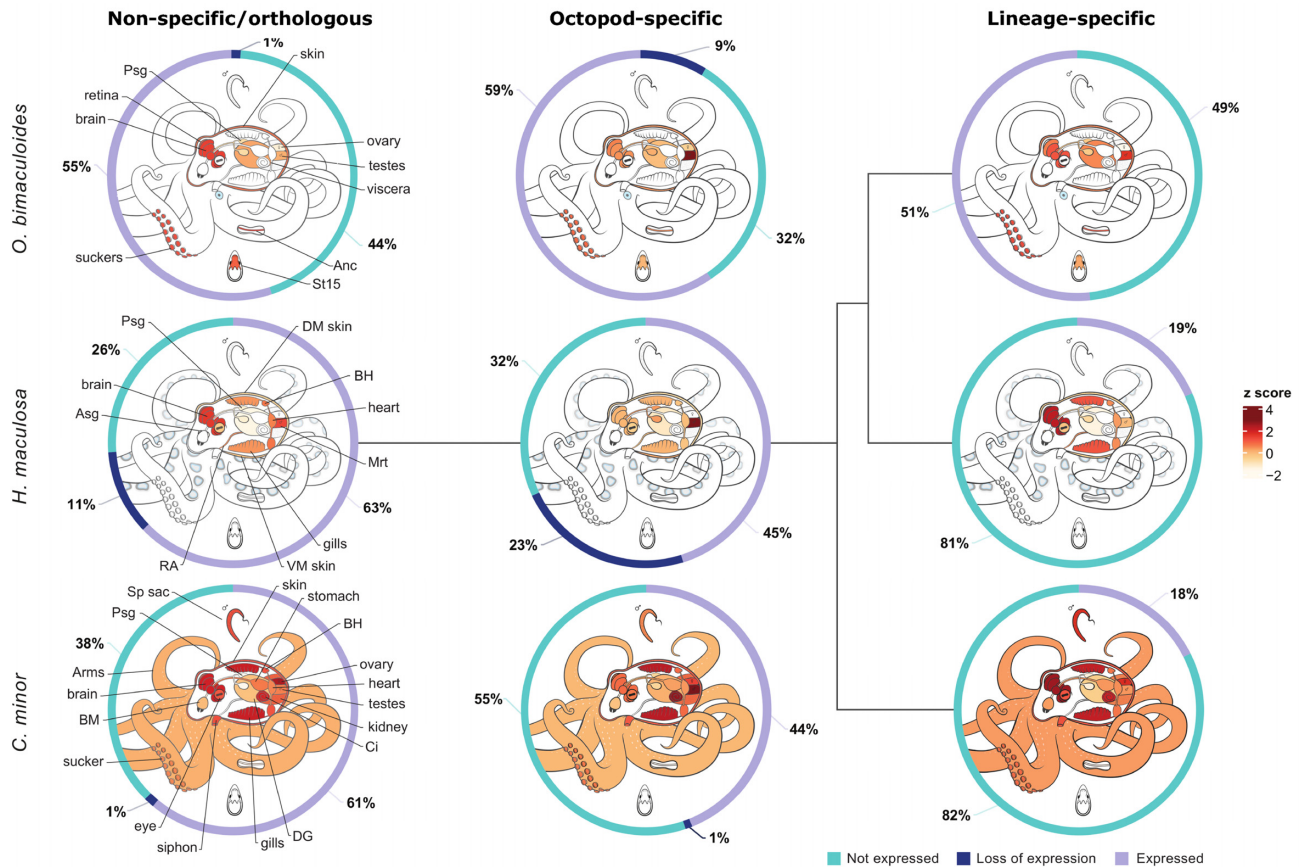 Non-specific/orthologous
Octopod-specific
Lineage-specific
O. bimaculoides
1%
skin
Psg
retina
brain
ovary
testes
viscera
55%
44%
suckers
Anc
St15
9%
59%
32%
49%
51%
H. maculosa
Psg
DM skin
26%
BH
brain
heart
Asg
Mrt
11%
63%
gills
RA
VM skin
32%
45%
23%
19%
81%
z score
4
2
0
−2
C. minor
skin
Sp sac
stomach
Psg
BH
38%
ovary
Arms
heart
brain
testes
BM
kidney
Ci
sucker
61%
1%
eye
DG
siphon
gills
55%
44%
1%
18%
82%
Not expressed
Loss of expression
Expressed